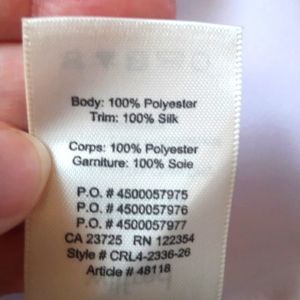 Body: 100% Polyester
Trim: 100% Silk
Corps: 100% Polyester
Garniture: 100% Soie
P.O. # 4500057975
P.O. # 4500057976
P.O. # 4500057977
CA 23725 RN 122354
Style # CRL4-2336-26
Article # 48118